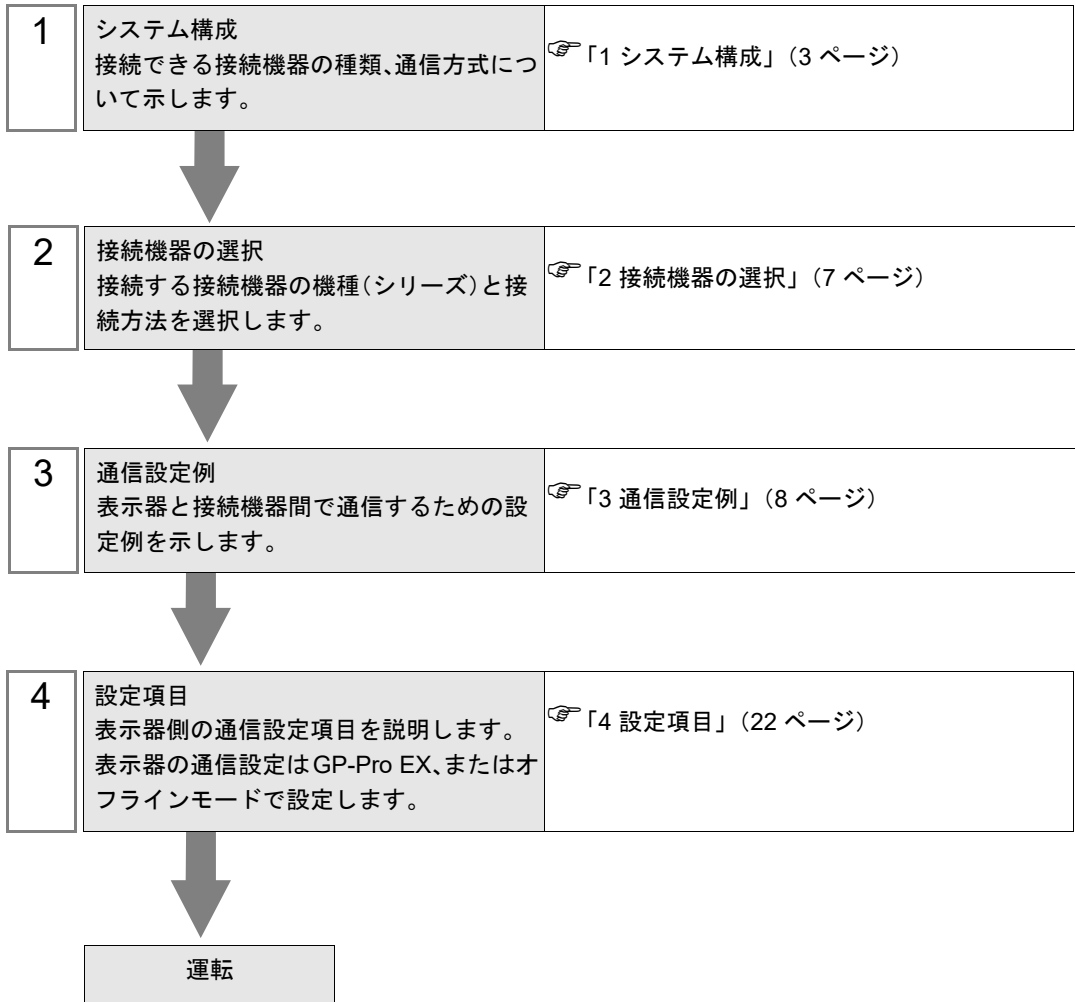 1
システム構成
接続できる接続機器の種類、通信方式につ
いて示します。
☞「1 システム構成」（3 ページ）
2
接続機器の選択
接続する接続機器の機種（シリーズ）と接
続方法を選択します。
☞「2 接続機器の選択」（7 ページ）
3
通信設定例
表示器と接続機器間で通信するための設
定例を示します。
☞「3 通信設定例」（8 ページ）
4
設定項目
表示器側の通信設定項目を説明します。
表示器の通信設定はGP-Pro EX、またはオ
フラインモードで設定します。
☞「4 設定項目」（22 ページ）
運転